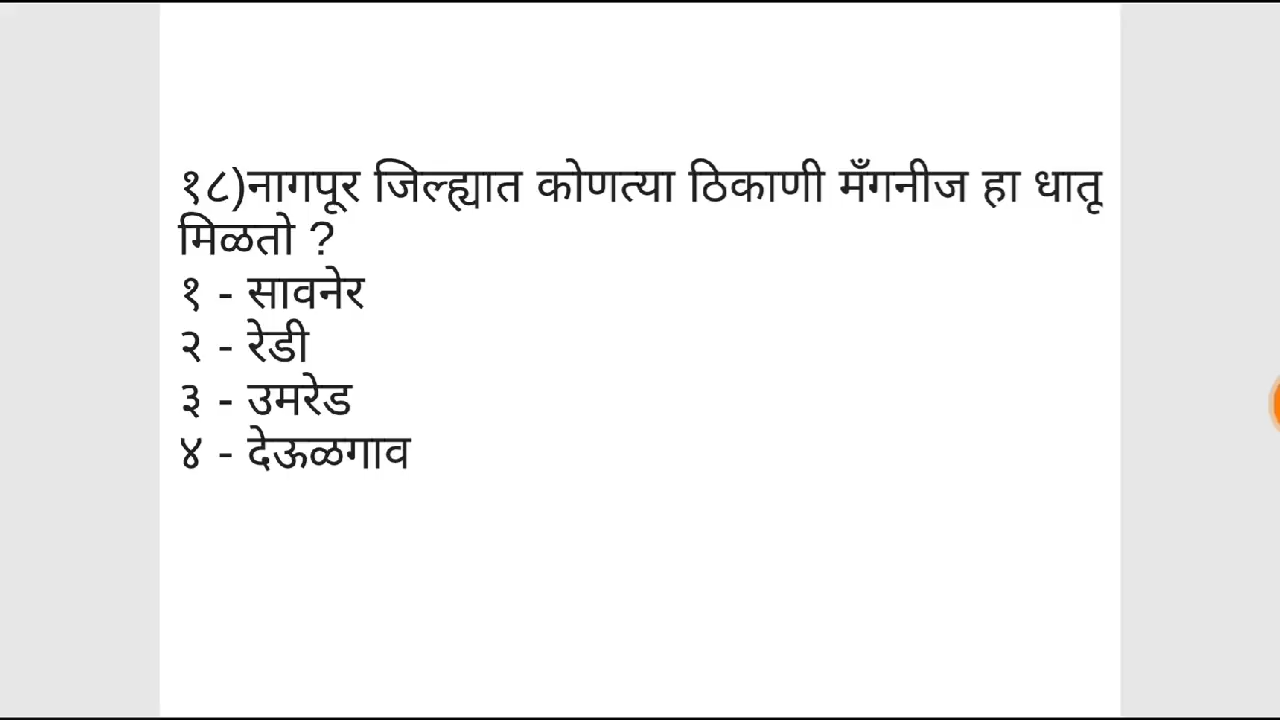 १८)नागपूर जिल्ह्यात कोणत्या ठिकाणी मॅंगनीज हा धातू
मिळतो ?
१ - सावनेर
२ - रेडी
३ - उमरेड
४ - देऊळगाव